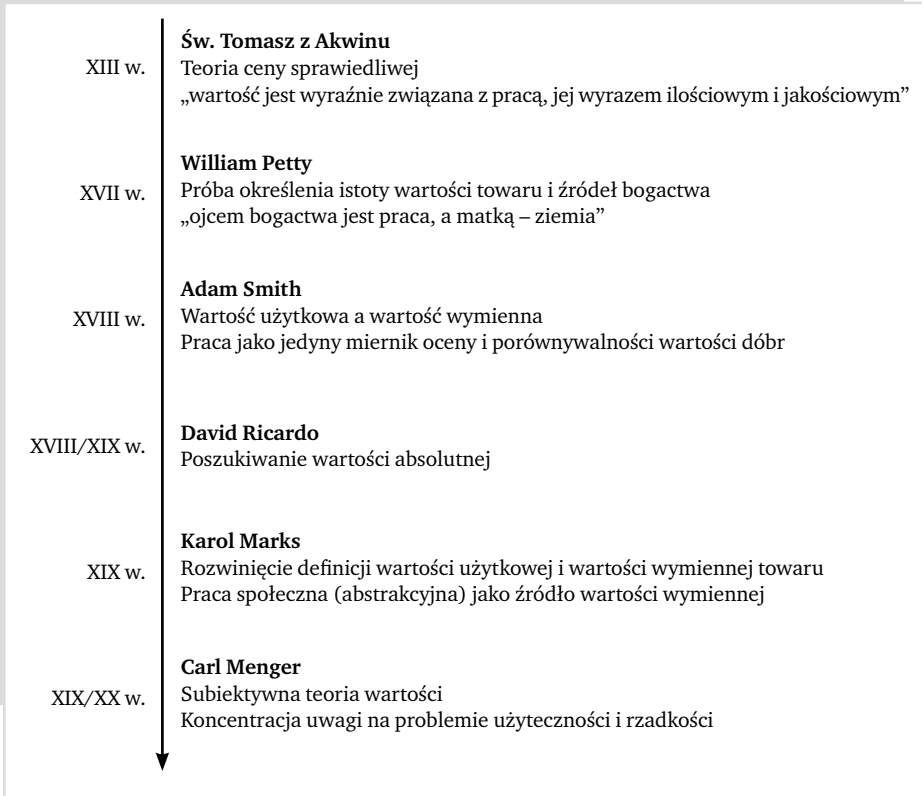 XIII w.
Św. Tomasz z Akwinu
Teoria ceny sprawiedliwej
„wartość jest wyraźnie związana z pracą, jej wyrazem ilościowym i jakościowym”
XVII w.
William Petty
Próba określenia istoty wartości towaru i źródeł bogactwa
„ojcem bogactwa jest praca, a matką – ziemia”
XVIII w.
Adam Smith
Wartość użytkowa a wartość wymienna
Praca jako jedyny miernik oceny i porównywalności wartości dóbr
XVIII/XIX w.
David Ricardo
Poszukiwanie wartości absolutnej
XIX w.
Karol Marks
Rozwinięcie definicji wartości użytkowej i wartości wymiennej towaru
Praca społeczna (abstrakcyjna) jako źródło wartości wymiennej
XIX/XX w.
Carl Menger
Subiektywna teoria wartości
Koncentracja uwagi na problemie użyteczności i rzadkości